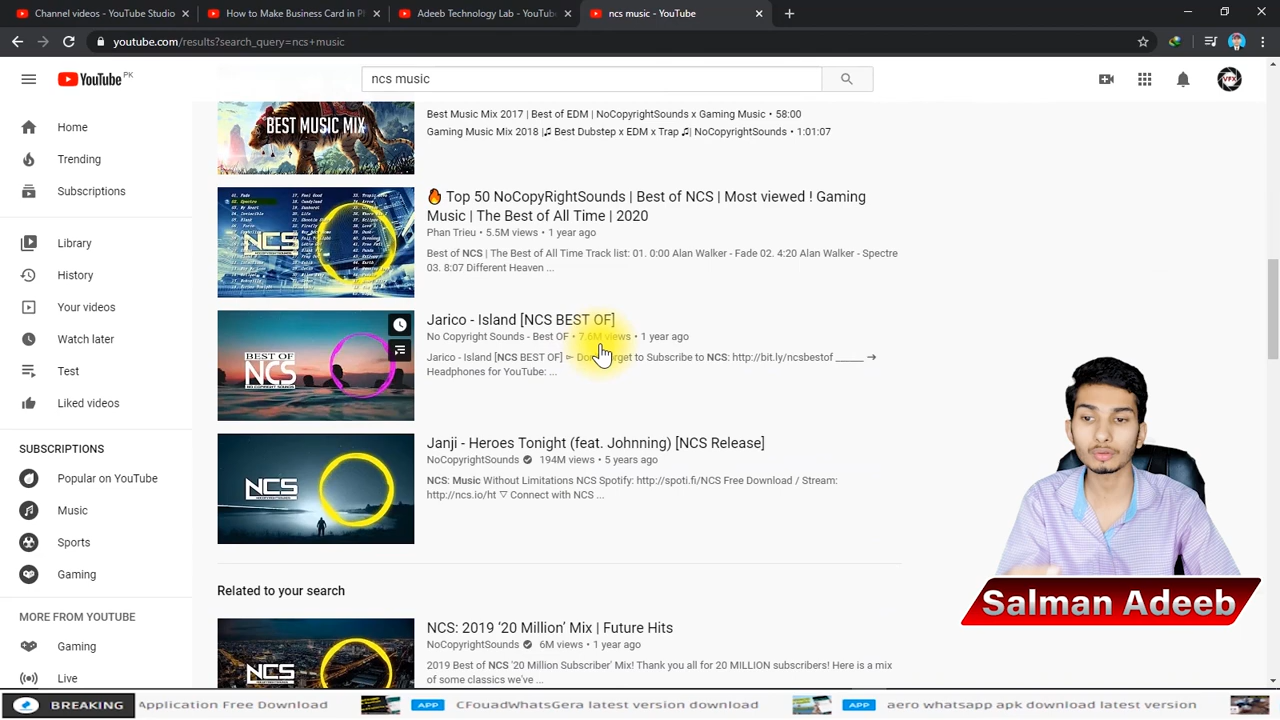 (3) channel videos - YouTube Studio
How to Make Business Card in P
Adeeb Technology Lab - YouTube
ncs music - YouTube
youtube.com/results?search_query=ncs+music
YouTube PK
ncs music
VFX
Home
Trending
Subscriptions
Library
History
Your videos
Watch later
Test
Liked videos
SUBSCRIPTIONS
Popular on YouTube
Music
Sports
Gaming
MORE FROM YOUTUBE
Gaming
Live
BEST MUSIC MIX
Best Music Mix 2017 | Best of EDM | NoCopyrightSounds x Gaming Music • 58:00
Gaming Music Mix 2018 |♫ Best Dubstep x EDM x Trap ♫| NoCopyrightSounds • 1:01:07
NCS
🔥 Top 50 NoCopyRightSounds | Best of NCS | Most viewed ! Gaming
Music | The Best of All Time | 2020
Phan Trieu • 5.5M views • 1 year ago
Best of NCS | The Best of All Time Track list: 01. 0:00 Alan Walker - Fade 02. 4:20 Alan Walker - Spectre
03. 8:07 Different Heaven ...
BEST OF
NCS
Jarico - Island [NCS BEST OF]
No Copyright Sounds - Best OF • 7.6M views • 1 year ago
Jarico - Island [NCS BEST OF] ► Don't forget to Subscribe to NCS: http://bit.ly/ncsbestof ______ ➔
Headphones for YouTube: ...
NCS
Janji - Heroes Tonight (feat. Johnning) [NCS Release]
NoCopyrightSounds 194M views • 5 years ago
NCS: Music Without Limitations NCS Spotify: http://spoti.fi/NCS Free Download / Stream:
http://ncs.io/ht ▽ Connect with NCS ...
Related to your search
NCS
NCS: 2019 ‘20 Million’ Mix | Future Hits
NoCopyrightSounds 6M views • 1 year ago
2019 Best of NCS '20 Million Subscriber' Mix! Thank you all for 20 MILLION subscribers! Here is a mix
of some classics we've ...
Salman Adeeb
BREAKING
Application Free Download
APP CFouadWhatsGera latest version download
APP aero whatsapp apk download latest version